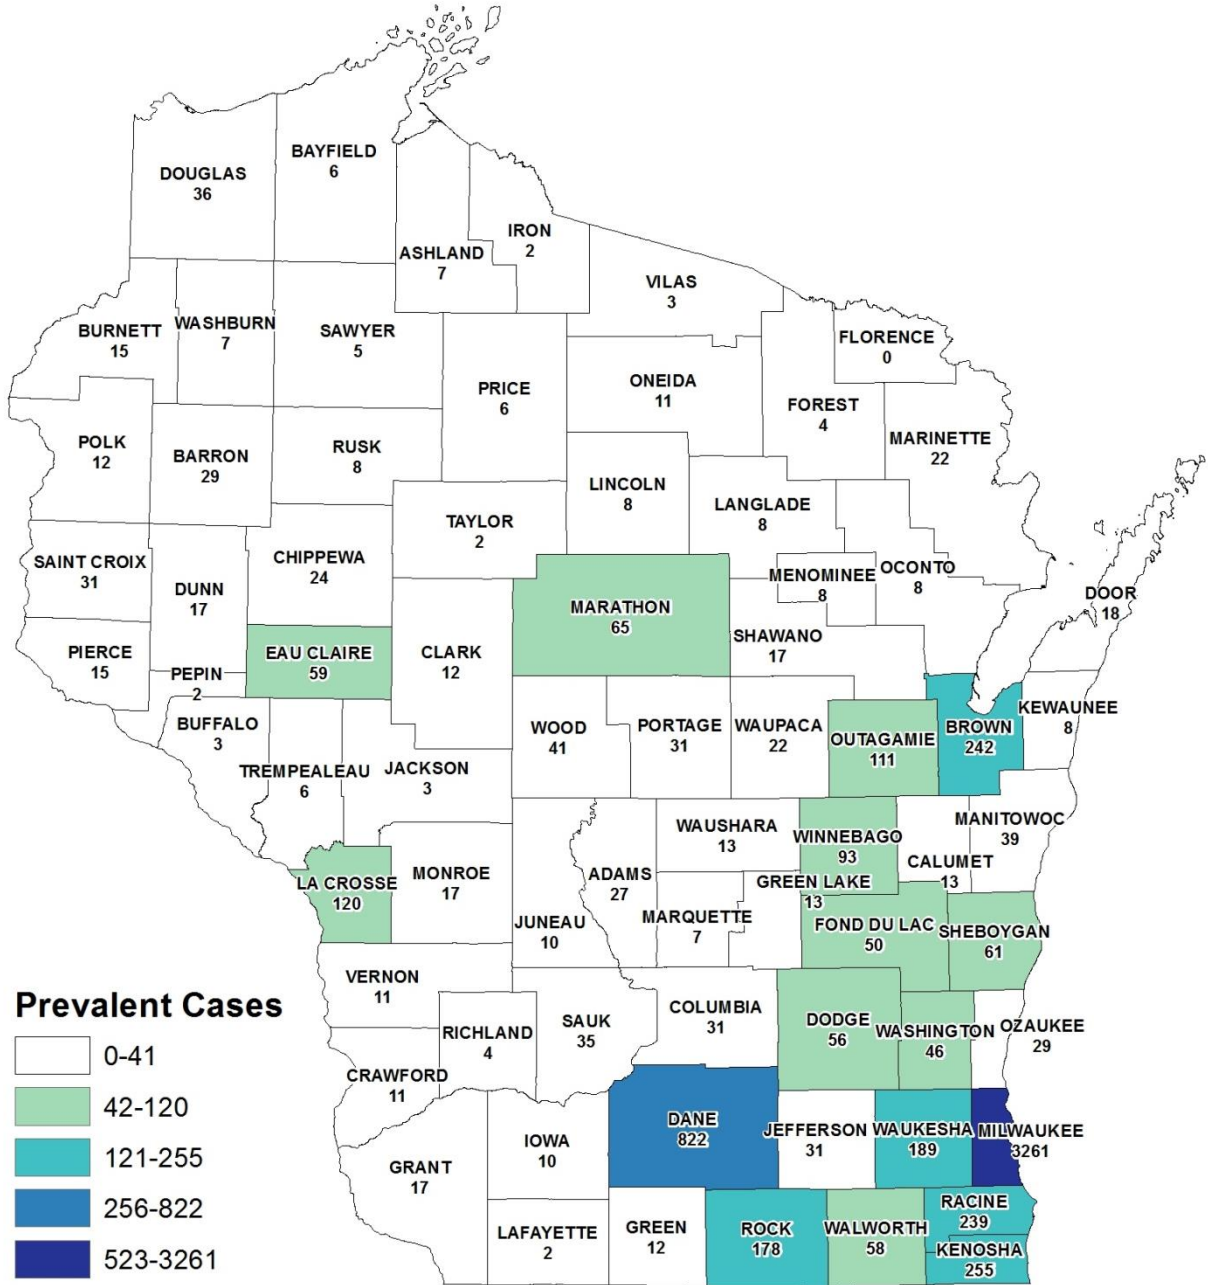 DOUGLAS
36
BAYFIELD
6
ASHLAND
7
IRON
2
VILAS
3
BURNETT
15
WASHBURN
7
SAWYER
5
FLORENCE
0
PRICE
6
ONEIDA
11
FOREST
4
MARINETTE
22
POLK
12
BARRON
29
RUSK
8
LINCOLN
8
LANGLADE
8
TAYLOR
2
SAINT CROIX
31
DUNN
17
CHIPPEWA
24
MENOMINEE
8
OCONTO
8
DOOR
18
MARATHON
65
SHAWANO
17
PIERCE
15
PEPIN
2
EAU CLAIRE
59
CLARK
12
BUFFALO
3
TREMPEALEAU
6
JACKSON
3
WOOD
41
PORTAGE
31
WAUPACA
22
OUTAGAMIE
111
BROWN
242
KEWAUNEE
8
LA CROSSE
120
MONROE
17
JUNEAU
10
ADAMS
27
WAUSHARA
13
WINNEBAGO
93
CALUMET
13
MANITOWOC
39
MARQUETTE
7
GREEN LAKE
13
FOND DU LAC
50
SHEBOYGAN
61
VERNON
11
RICHLAND
4
SAUK
35
COLUMBIA
31
DODGE
56
WASHINGTON
46
OZAUKEE
29
CRAWFORD
11
GRANT
17
IOWA
10
DANE
822
JEFFERSON
31
WAUKESHA
189
MILWAUKEE
3261
LAFAYETTE
2
GREEN
12
ROCK
178
WALWORTH
58
RACINE
239
KENOSHA
255
Prevalent Cases
0-41
42-120
121-255
256-822
523-3261